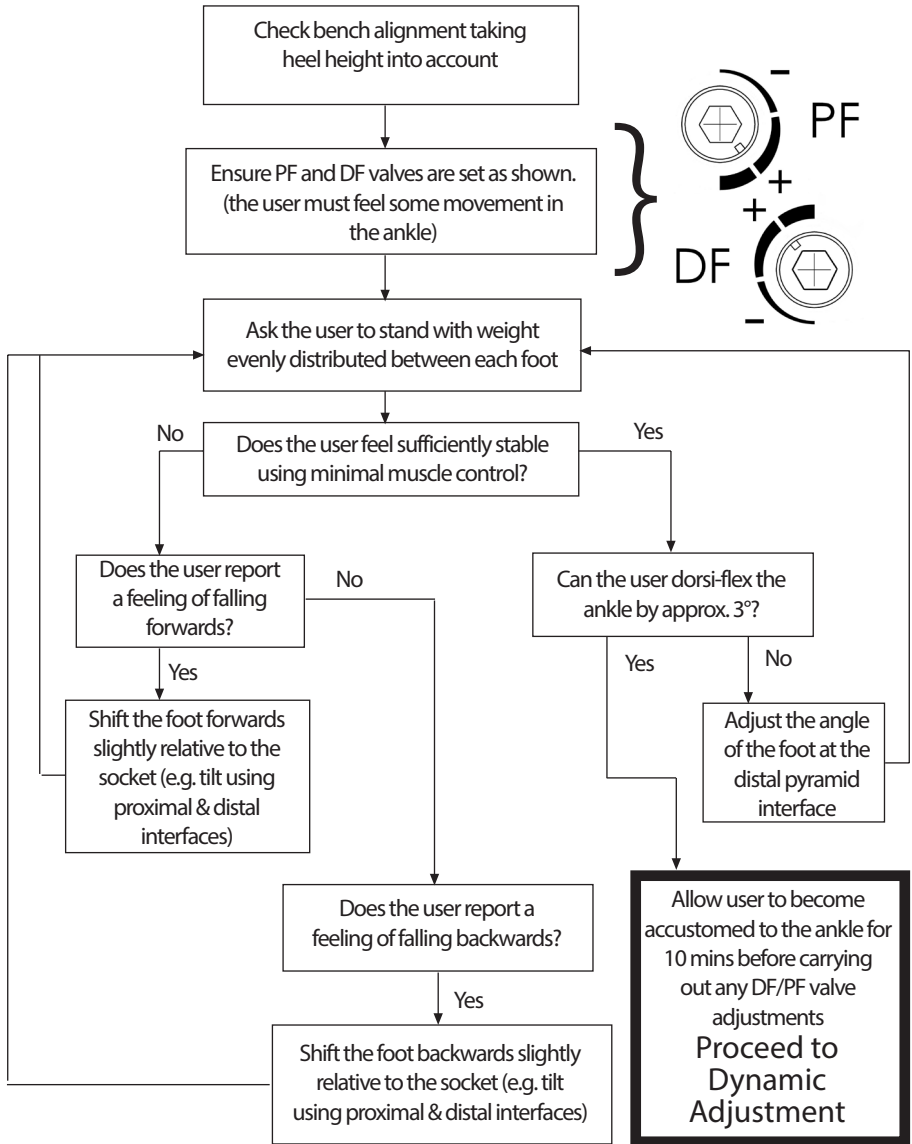 Check bench alignment taking
heel height into account
Ensure PF and DF valves are set as shown.
(the user must feel some movement in
the ankle)
-
PF
+
+
DF
-
Ask the user to stand with weight
evenly distributed between each foot
No
Does the user feel sufficiently stable
using minimal muscle control?
Yes
Does the user report
a feeling of falling
forwards?
No
Can the user dorsi-flex the
ankle by approx. 3°?
Yes
Yes
No
Shift the foot forwards
slightly relative to the
socket (e.g. tilt using
proximal & distal
interfaces)
Adjust the angle
of the foot at the
distal pyramid
interface
Does the user report a
feeling of falling backwards?
Yes
Shift the foot backwards slightly
relative to the socket (e.g. tilt
using proximal & distal interfaces)
Allow user to become
accustomed to the ankle for
10 mins before carrying
out any DF/PF valve
adjustments
Proceed to
Dynamic
Adjustment